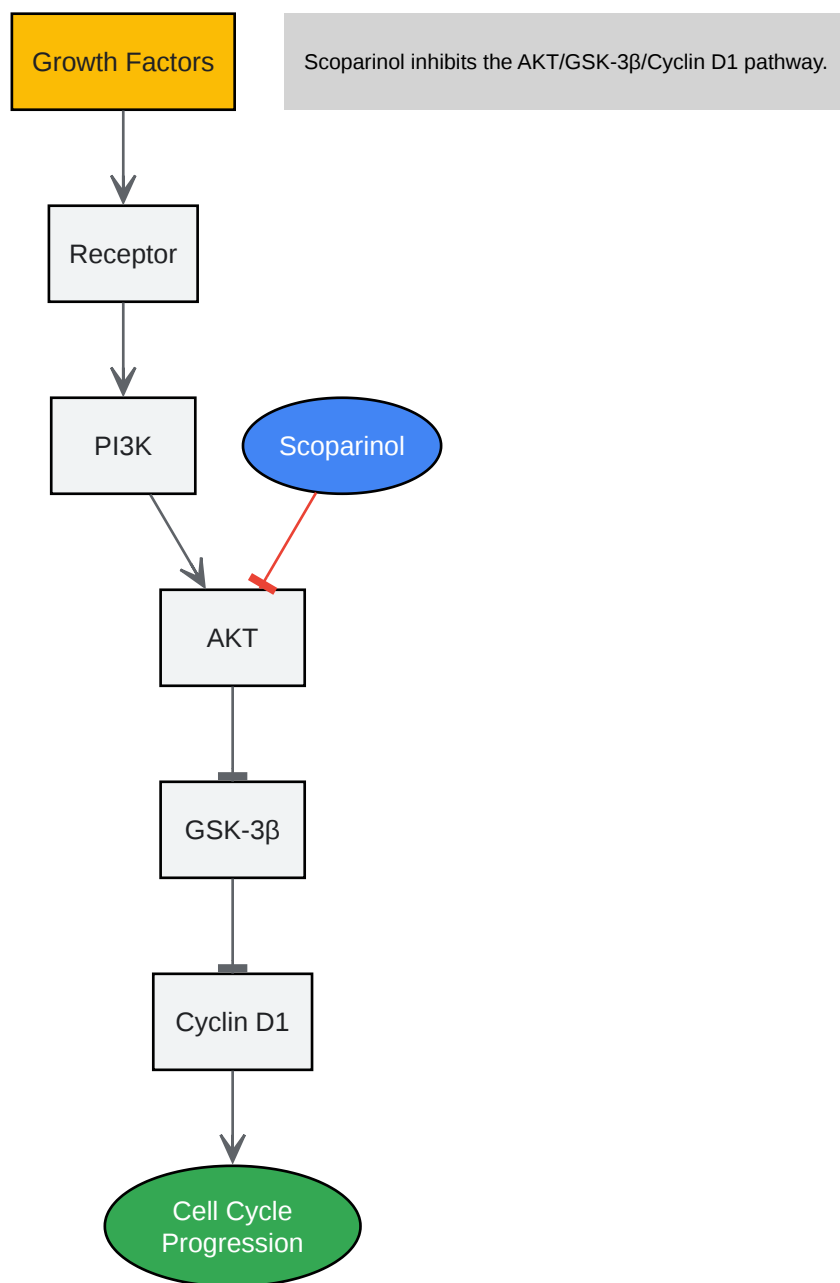 Growth Factors
Scoparinol inhibits the AKT/GSK-3β/Cyclin D1 pathway.
Receptor
PI3K
Scoparinol
AKT
GSK-3β
Cyclin D1
Cell Cycle
Progression